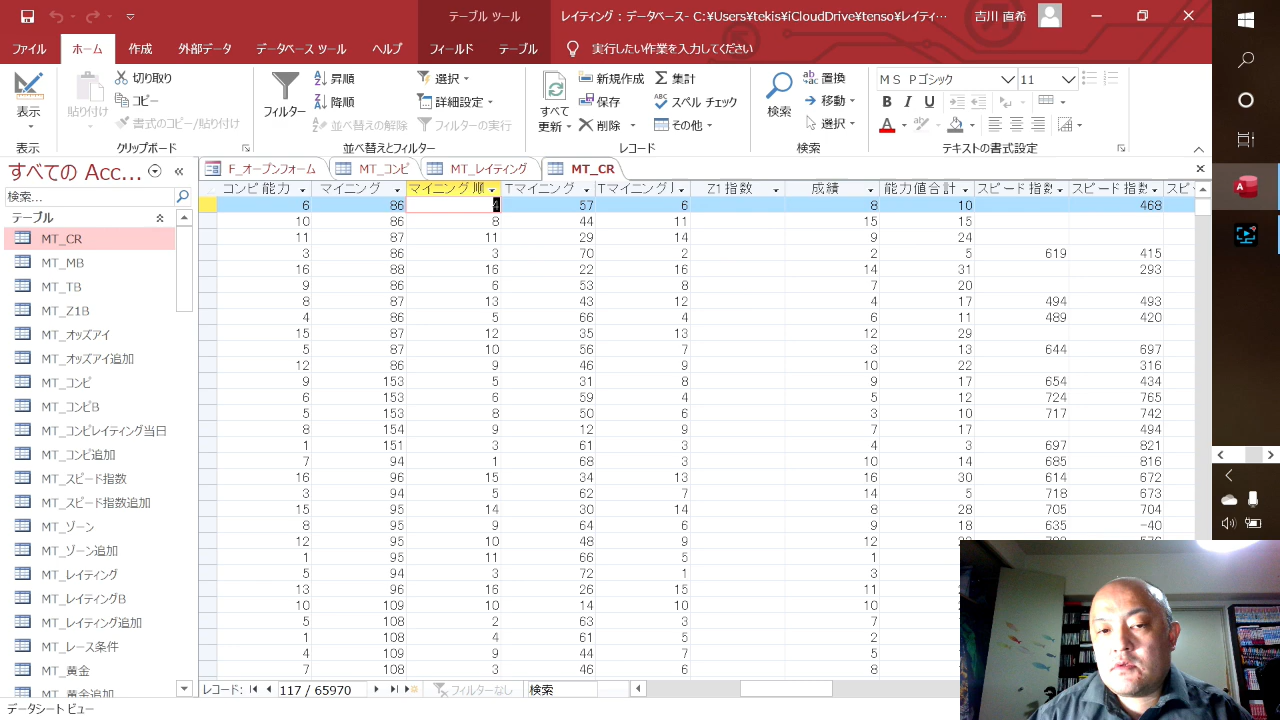 テーブル ツール レイティング : データベース- C:¥Users¥tekis¥iCloudDrive¥tenso¥レイティ… 吉川 直希
ファイル ホーム 作成 外部データ データベース ツール ヘルプ フィールド テーブル 実行したい作業を入力してください
切り取り 昇順 選択 新規作成 集計 置換 MS Pゴシック 11
表示 貼り付け コピー フィルター 降順 詳細設定 すべて更新 保存 スペル チェック 検索 移動 B I U
書式のコピー/貼り付け 並べ替えの解除 フィルターの実行 削除 その他 選択 A
表示 クリップボード 並べ替えとフィルター レコード 検索 テキストの書式設定
すべての Acc...
F_オープンフォーム MT_コンビ MT_レイティング MT_CR
検索...
テーブル
MT_CR
MT_MB
MT_TB
MT_Z1B
MT_オッズアイ
MT_オッズアイ追加
MT_コンビ
MT_コンビB
MT_コンビレイティング当日
MT_コンビ追加
MT_スピード指数
MT_スピード指数追加
MT_ゾーン
MT_ゾーン追加
MT_レイティング
MT_レイティングB
MT_レイティング追加
MT_レース条件
MT_黄金
MT_黄金追加
コンビ能力 マイニング マイニング順 Tマイニング Tマイニング Z1指数 成績 能力値合計 スピード指数 スピード指数 スピ
6 86 4 57 6 8 10 468
10 86 8 44 11 15 15
11 87 11 29 14 9 24
3 86 3 70 2 2 5 619 415
16 88 16 22 16 14 31 293
9 86 6 53 8 7 20
8 87 13 43 12 4 17 494 493
4 86 5 66 4 6 11 489 420
15 87 12 35 13 12 29
5 87 10 56 7 3 13 644 697
12 86 9 46 9 10 22 316
9 153 5 31 8 9 17 654 434
6 153 6 59 4 5 12 724 765
5 153 8 50 6 3 10 717 742
8 154 9 12 9 7 17 494
1 151 3 61 3 4 3 697 821
7 94 1 68 3 10 14 685 816
16 96 15 34 13 16 30 614 672
1 94 5 62 7 14 5 718 673
15 95 14 30 14 8 28 705 704
8 95 9 64 6 9 18 635 -40
12 95 10 48 9 12
1 95 11 66 5 1
5 94 3 72 1 3
13 96 16 26 15 11
10 109 10 14 10 10
5 108 2 63 3 7
1 108 4 61 5 2
4 109 9 44 7 5
7 108 3 46 6 8
レコード: 117 / 65970 フィルターなし 検索
データシート ビュー